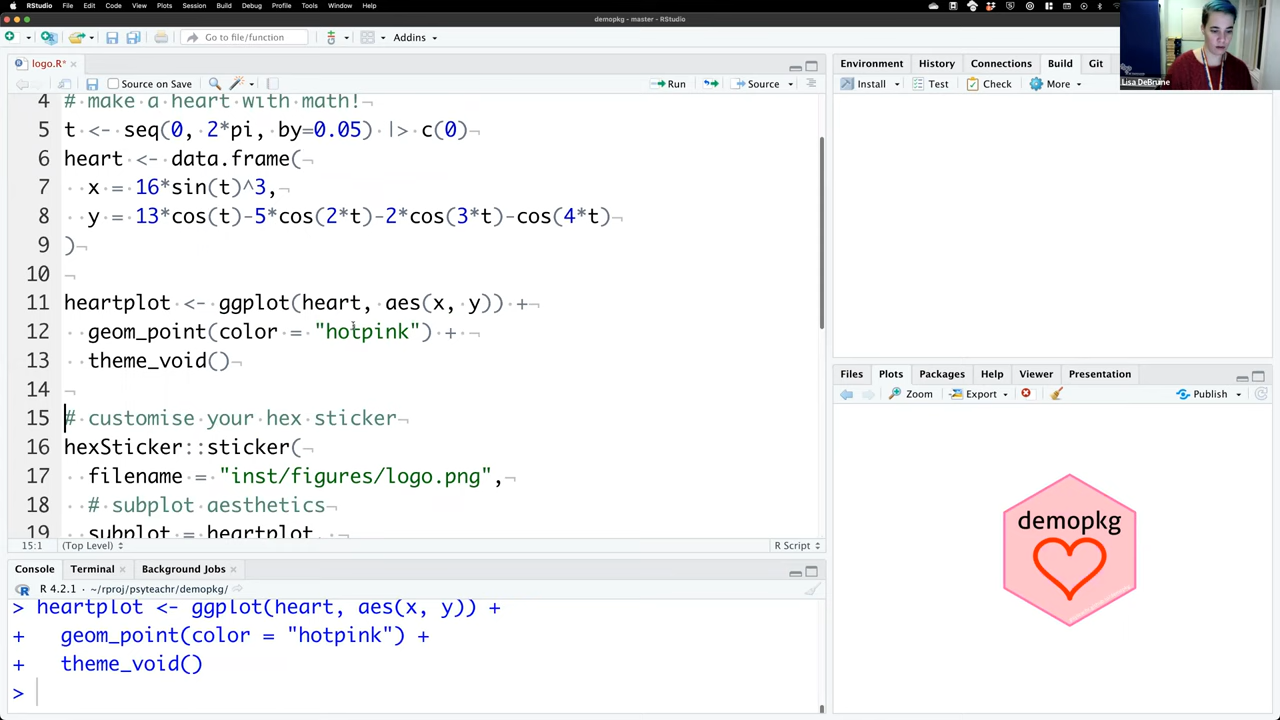 RStudio File Edit Code View Plots Session Build Debug Profile Tools Window Help
demopkg - master - RStudio
Go to file/function Addins
Lisa DeBruine
logo.R*
Source on Save Run Source
4 # make a heart with math!¬
5 t <- seq(0, 2*pi, by=0.05) |> c(0)¬
6 heart <- data.frame(¬
7 x = 16*sin(t)^3,¬
8 y = 13*cos(t)-5*cos(2*t)-2*cos(3*t)-cos(4*t)¬
9 )¬
10 ¬
11 heartplot <- ggplot(heart, aes(x, y)) +¬
12 geom_point(color = "hotpink") + ¬
13 theme_void()¬
14 ¬
15 # customise your hex sticker¬
16 hexSticker::sticker(¬
17 filename = "inst/figures/logo.png",¬
18 # subplot aesthetics¬
19 subplot = heartplot,
15:1 (Top Level) R Script
Console Terminal Background Jobs
R 4.2.1 · ~/rproj/psyteachr/demopkg/
> heartplot <- ggplot(heart, aes(x, y)) +
+ geom_point(color = "hotpink") +
+ theme_void()
>
Environment History Connections Build Git
Install Test Check More
Files Plots Packages Help Viewer Presentation
Zoom Export Publish
demopkg